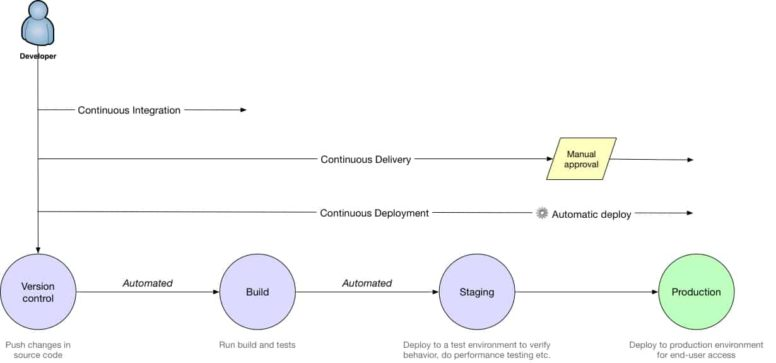 Developer
Continuous Integration
Continuous Delivery
Manual
approval
Continuous Deployment
Automatic deploy
Version
control
Automated
Build
Automated
Staging
Production
Push changes in
source code
Run build and tests
Deploy to a test environment to verify
behavior, do performance testing etc.
Deploy to production environment
for end-user access